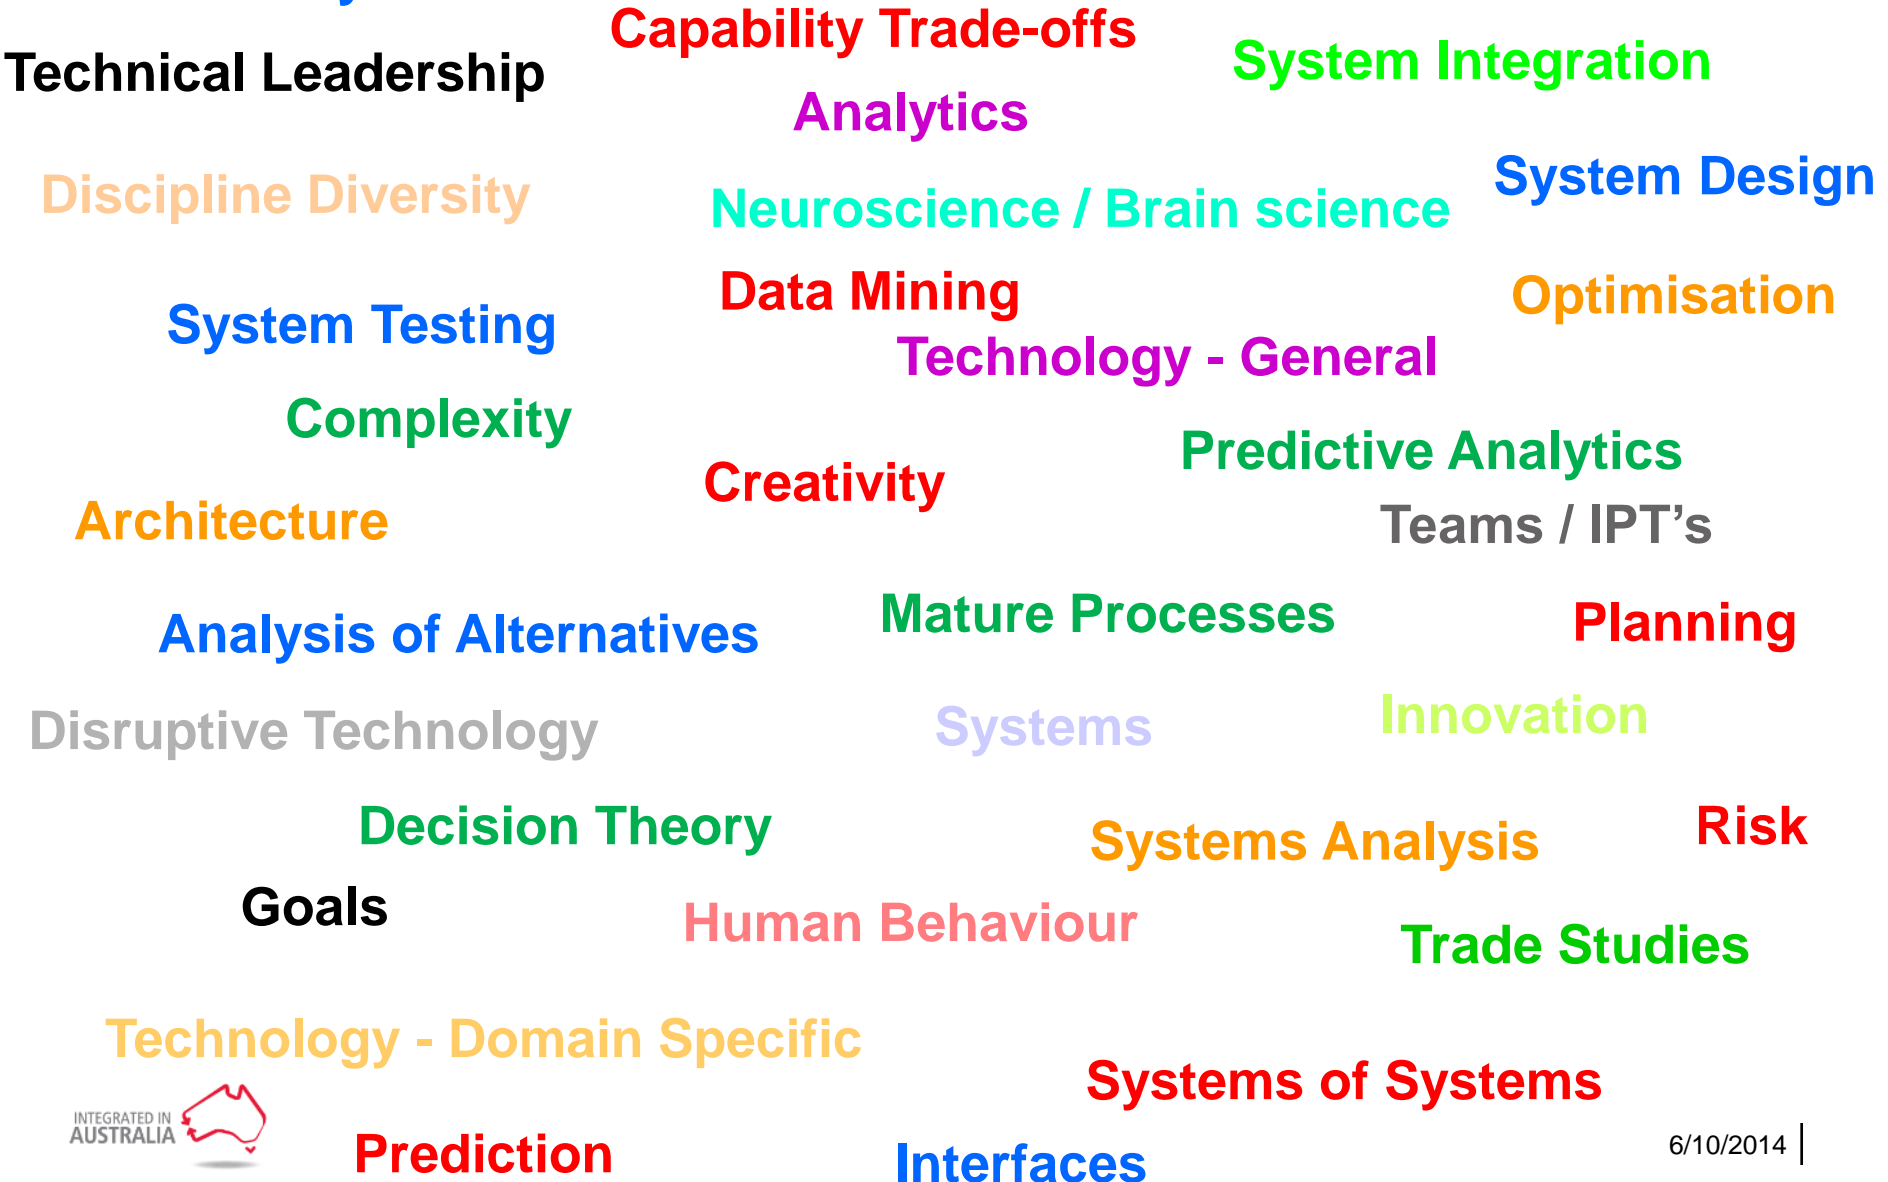 Capability Trade-offs
System Integration
Technical Leadership
Analytics
System Design
Discipline Diversity
Neuroscience / Brain science
Data Mining
Optimisation
System Testing
Technology - General
Complexity
Predictive Analytics
Creativity
Architecture
Teams / IPT’s
Mature Processes
Planning
Analysis of Alternatives
Innovation
Systems
Disruptive Technology
Decision Theory
Risk
Systems Analysis
Goals
Human Behaviour
Trade Studies
Technology - Domain Specific
Systems of Systems
INTEGRATED IN
AUSTRALIA
Prediction
Interfaces
6/10/2014